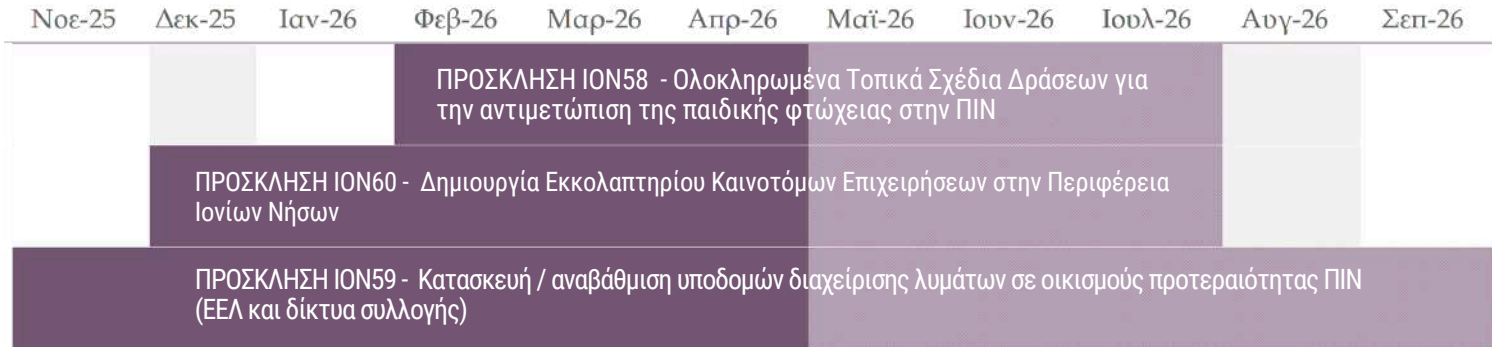 Νοε-25 Δεκ-25 Ιαν-26 Φεβ-26 Μαρ-26 Απρ-26 Μαϊ-26 Ιουν-26 Ιουλ-26 Αυγ-26 Σεπ-26
ΠΡΟΣΚΛΗΣΗ ΙΟΝ58 - Ολοκληρωμένα Τοπικά Σχέδια Δράσεων για
την αντιμετώπιση της παιδικής φτώχειας στην ΠΙΝ
ΠΡΟΣΚΛΗΣΗ ΙΟΝ60 - Δημιουργία Εκκολαπτηρίου Καινοτόμων Επιχειρήσεων στην Περιφέρεια
Ιονίων Νήσων
ΠΡΟΣΚΛΗΣΗ ΙΟΝ59 - Κατασκευή / αναβάθμιση υποδομών διαχείρισης λυμάτων σε οικισμούς προτεραιότητας ΠΙΝ
(ΕΕΛ και δίκτυα συλλογής)